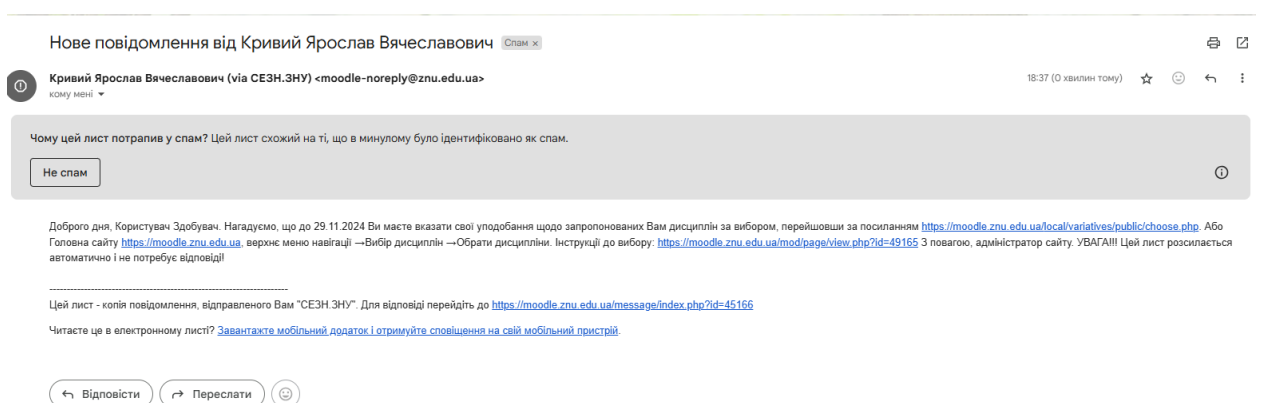 Нове повідомлення від Кривий Ярослав Вячеславович Спам ×
Кривий Ярослав Вячеславович (via СЕЗН.ЗНУ) <moodle-noreply@znu.edu.ua> 18:37 (0 хвилин тому)
кому мені
Чому цей лист потрапив у спам? Цей лист схожий на ті, що в минулому було ідентифіковано як спам.
Не спам
Доброго дня, Користувач Здобувач. Нагадуємо, що до 29.11.2024 Ви маєте вказати свої уподобання щодо запропонованих Вам дисциплін за вибором, перейшовши за посиланням https://moodle.znu.edu.ua/local/variatives/public/choose.php. Або
Головна сайту https://moodle.znu.edu.ua, верхнє меню навігації →Вибір дисциплін →Обрати дисципліни. Інструкції до вибору: https://moodle.znu.edu.ua/mod/page/view.php?id=49165 З повагою, адміністратор сайту. УВАГА!!! Цей лист розсилається
автоматично і не потребує відповіді!
---------------------------------------------------------------------
Цей лист - копія повідомлення, відправленого Вам "СЕЗН.ЗНУ". Для відповіді перейдіть до https://moodle.znu.edu.ua/message/index.php?id=45166
Читаєте це в електронному листі? Завантажте мобільний додаток і отримуйте сповіщення на свій мобільний пристрій.
Відповісти Переслати